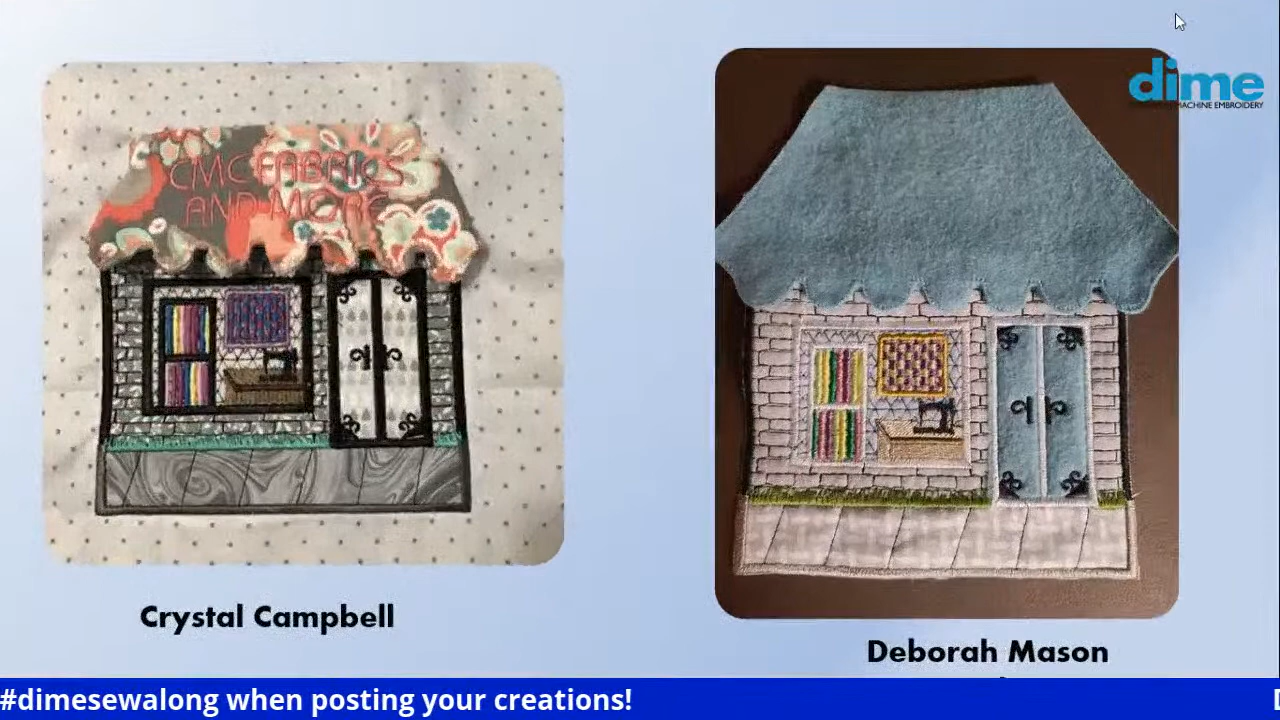 dime
MACHINE EMBROIDERY
CMC FABRICS
AND MORE
Crystal Campbell
Deborah Mason
#dimesewalong when posting your creations!